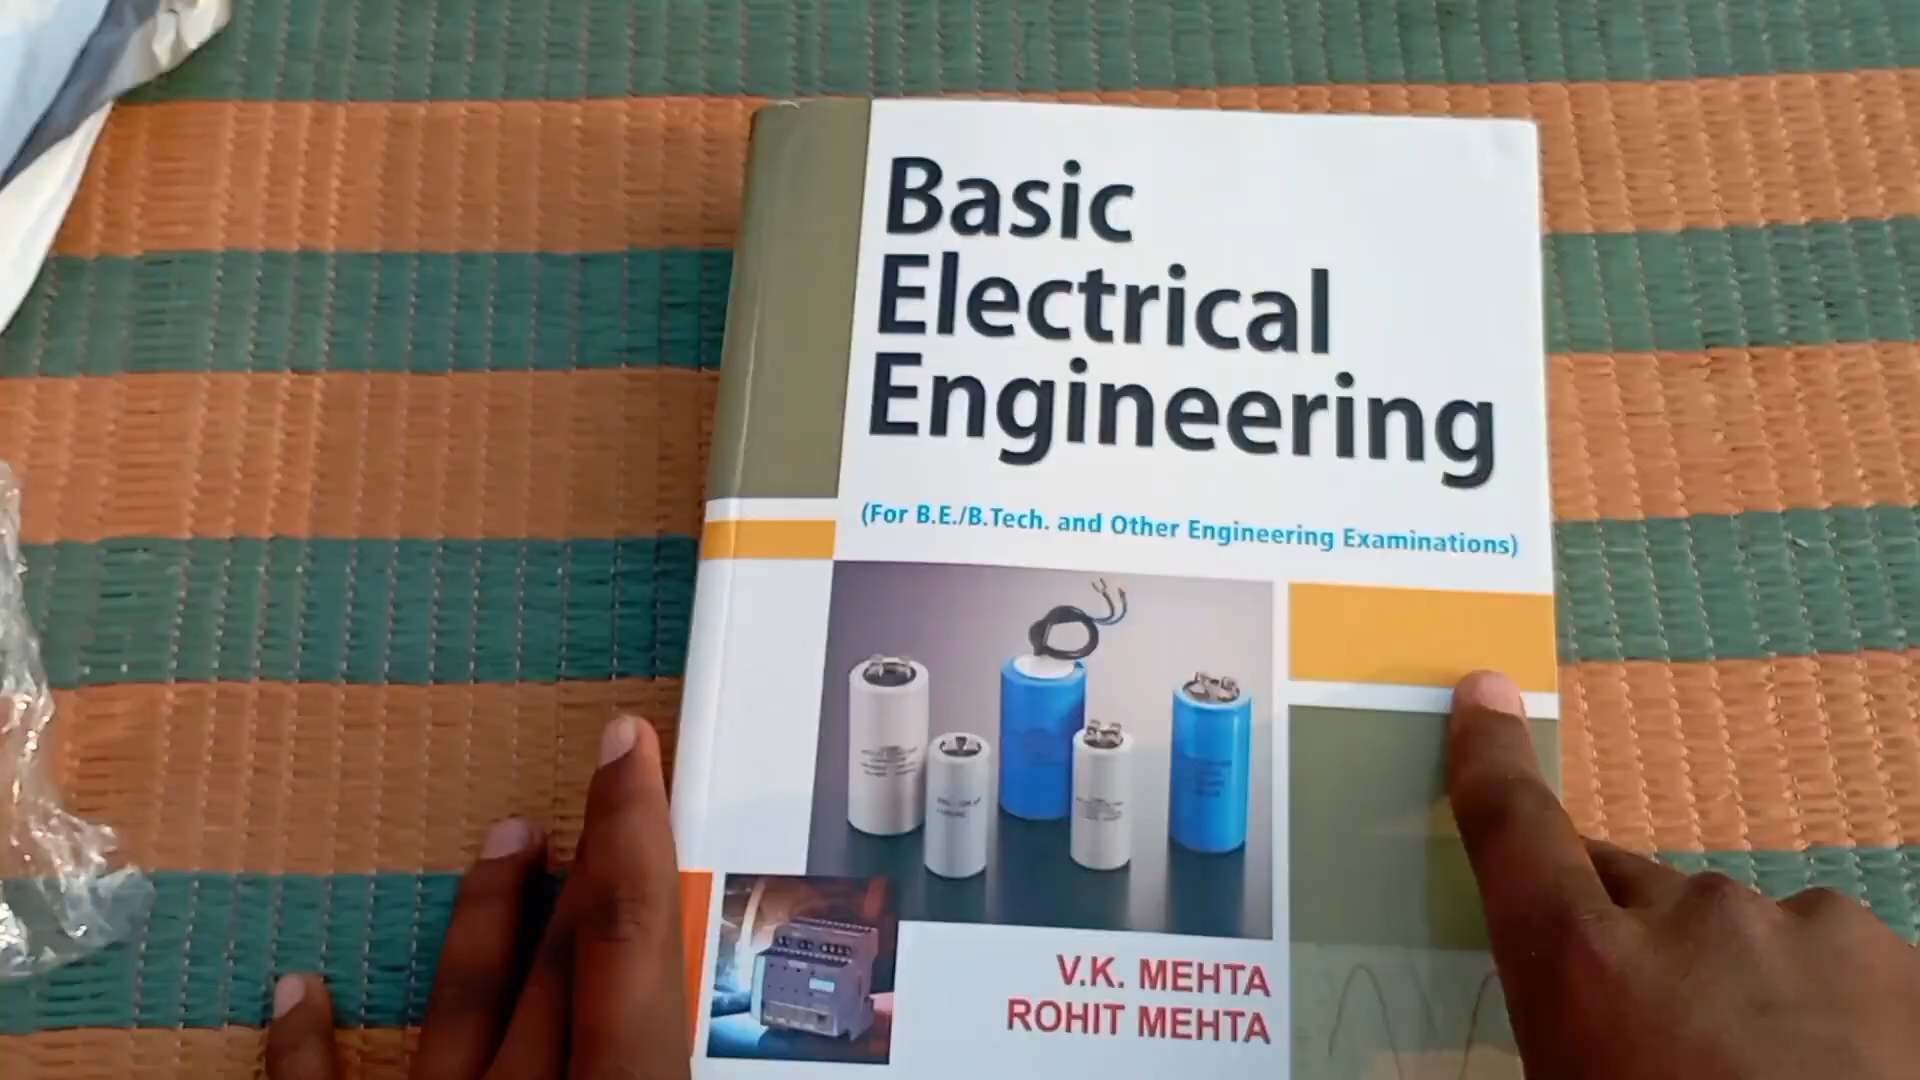 Basic
Electrical
Engineering
(For B.E./B.Tech. and Other Engineering Examinations)
V.K. MEHTA
ROHIT MEHTA